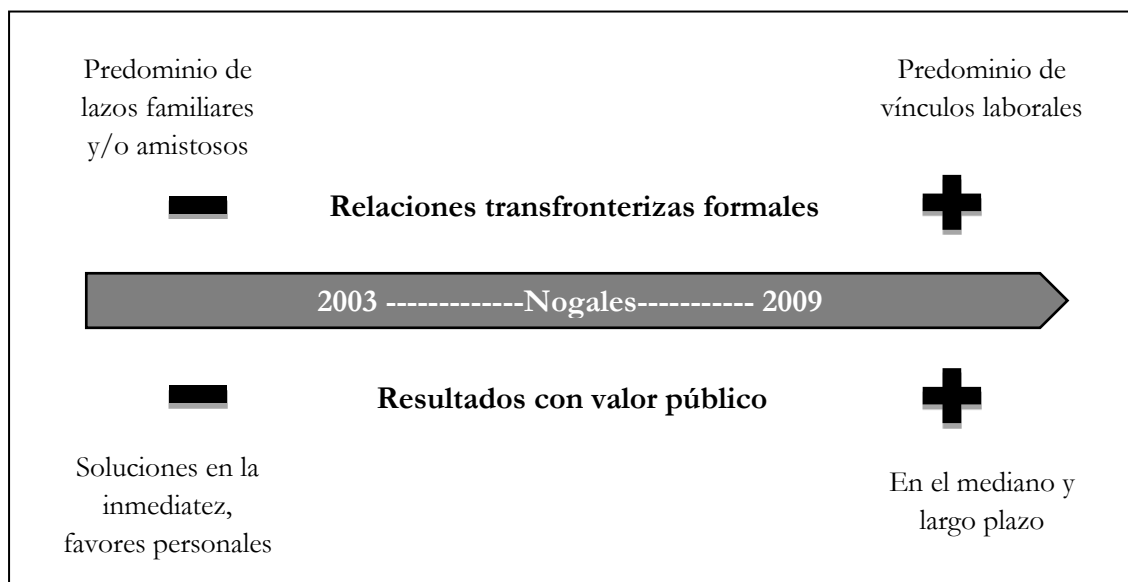 Predominio de
lazos familiares
y/o amistosos
Predominio de
vínculos laborales
Relaciones transfronterizas formales
2003 -------------Nogales----------- 2009
Resultados con valor público
Soluciones en la
inmediatez,
favores personales
En el mediano y
largo plazo